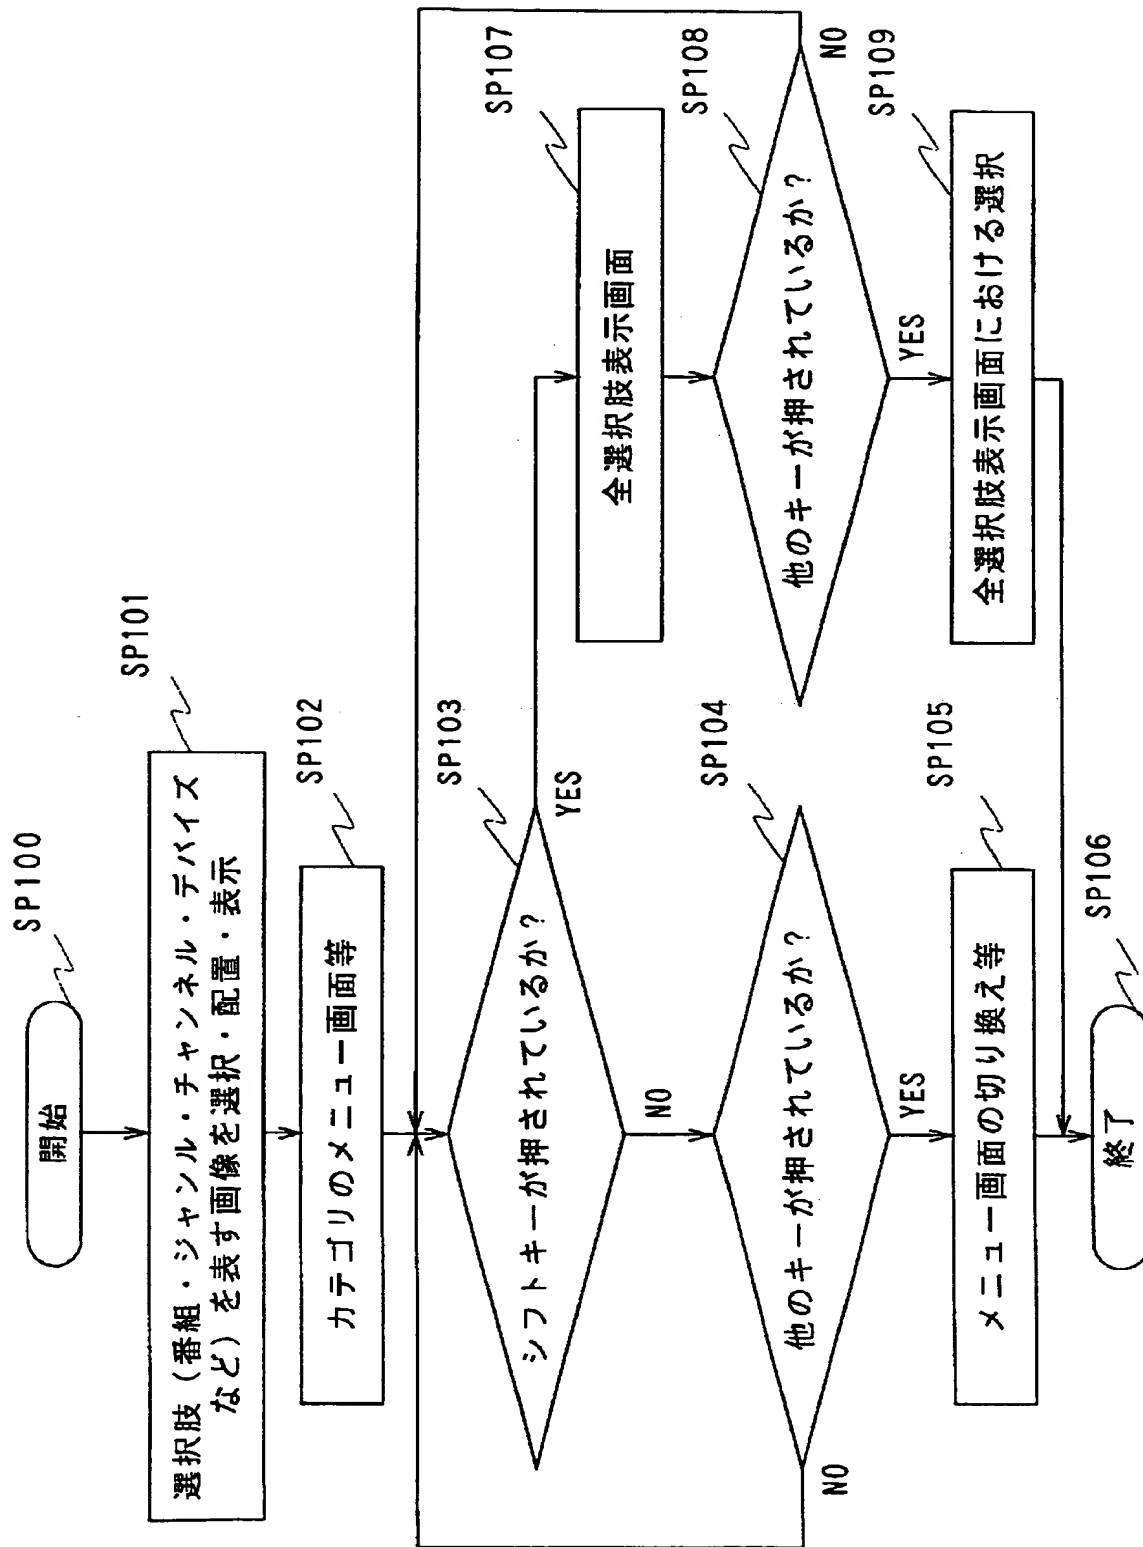 開始
SP100
選択肢（番組・ジャンル・チャンネル・デバイズ
など）を表す画像を選択・配置・表示
SP101
カテゴリのメニュー画面等
SP102
シフトキーが押されているか？
SP103
YES
NO
他のキーが押されているか？
SP104
NO
YES
メニュー画面の切り換え等
SP105
終了
SP106
全選択肢表示画面
SP107
他のキーが押されているか？
SP108
NO
YES
全選択肢表示画面における選択
SP109